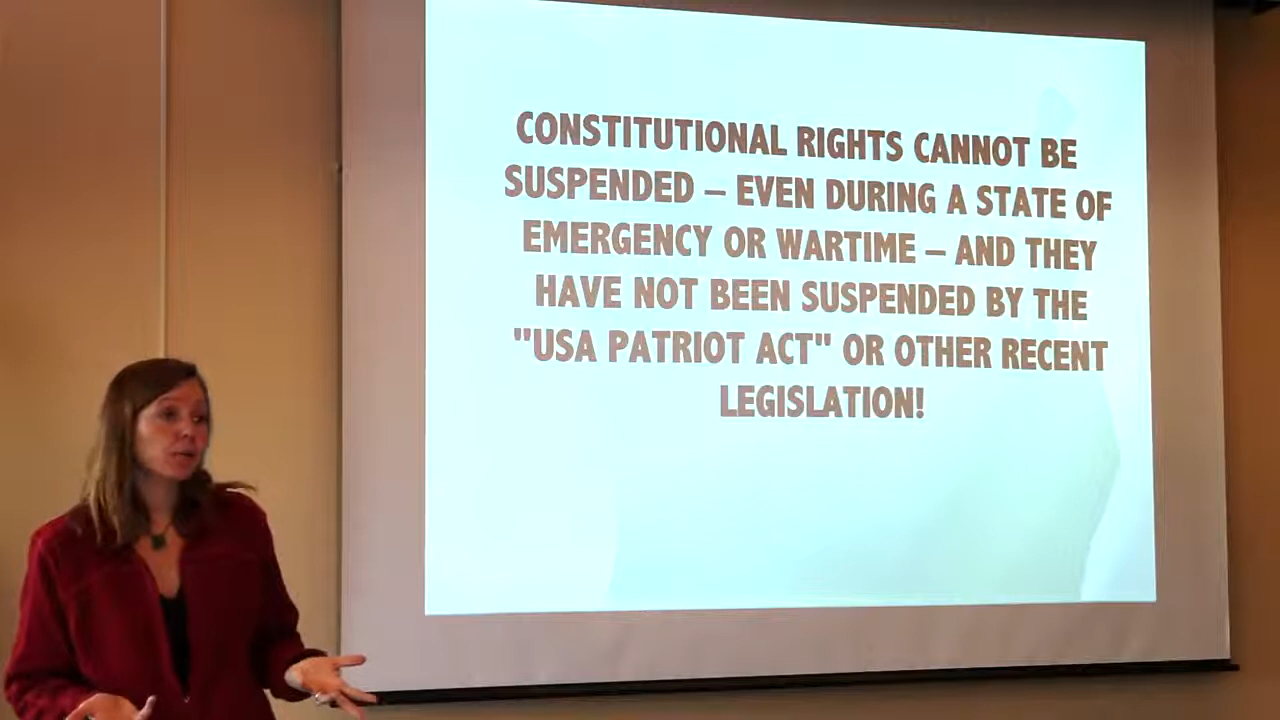 CONSTITUTIONAL RIGHTS CANNOT BE
SUSPENDED – EVEN DURING A STATE OF
EMERGENCY OR WARTIME – AND THEY
HAVE NOT BEEN SUSPENDED BY THE
"USA PATRIOT ACT" OR OTHER RECENT
LEGISLATION!